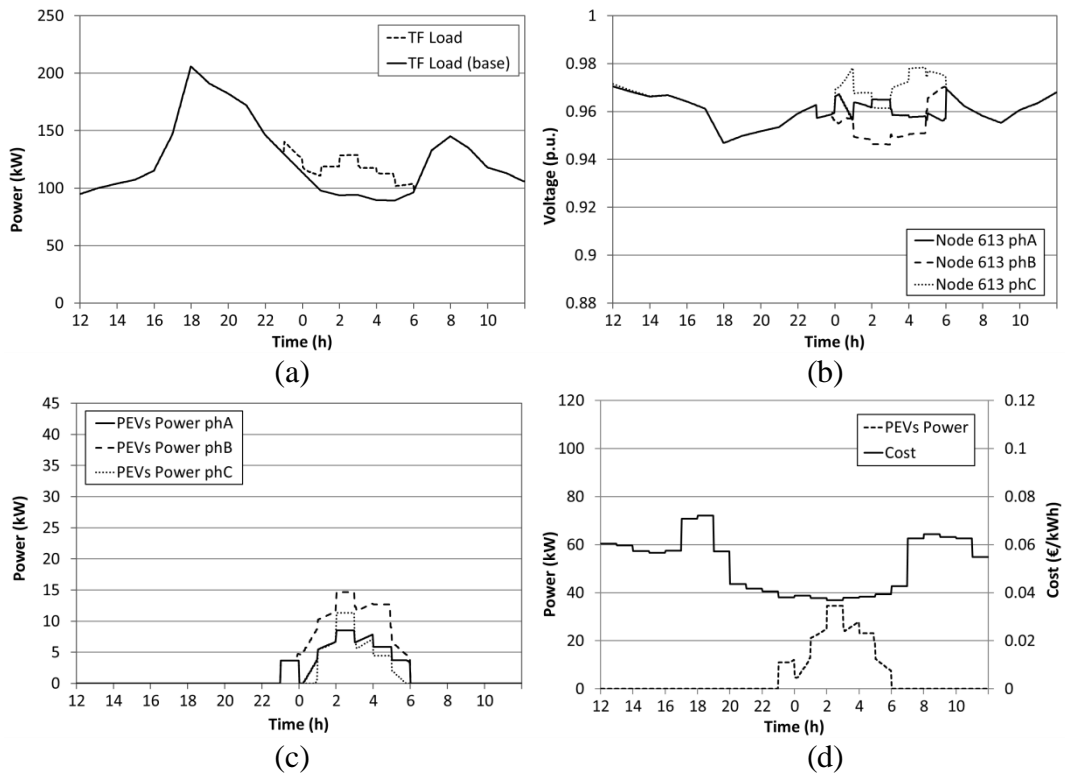 250
200
150
100
50
0
Power (kW)
TF Load
TF Load (base)
12 14 16 18 20 22 0 2 4 6 8 10
Time (h)
(a)
1
0.98
0.96
0.94
0.92
0.9
0.88
Voltage (p.u.)
Node 613 phA
Node 613 phB
Node 613 phC
12 14 16 18 20 22 0 2 4 6 8 10
Time (h)
(b)
45
40
35
30
25
20
15
10
5
0
Power (kW)
PEVs Power phA
PEVs Power phB
PEVs Power phC
12 14 16 18 20 22 0 2 4 6 8 10
Time (h)
(c)
120
100
80
60
40
20
0
Power (kW)
PEVs Power
Cost
0.12
0.1
0.08
0.06
0.04
0.02
0
Cost (€/kWh)
12 14 16 18 20 22 0 2 4 6 8 10
Time (h)
(d)